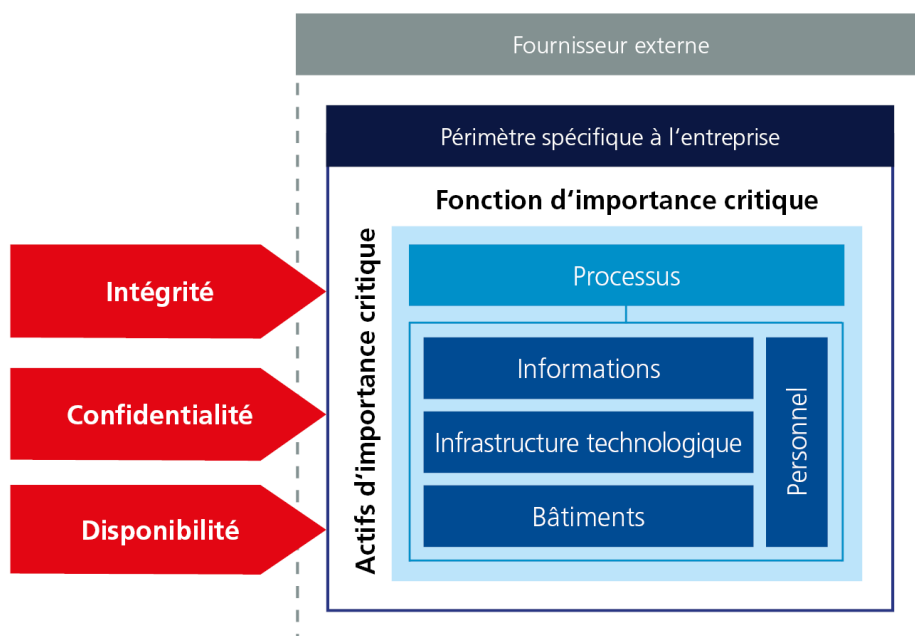 Fournisseur externe
Périmètre spécifique à l‘entreprise
Fonction d‘importance critique
Actifs d‘importance critique
Processus
Intégrité
Informations
Confidentialité
Infrastructure technologique
Personnel
Bâtiments
Disponibilité